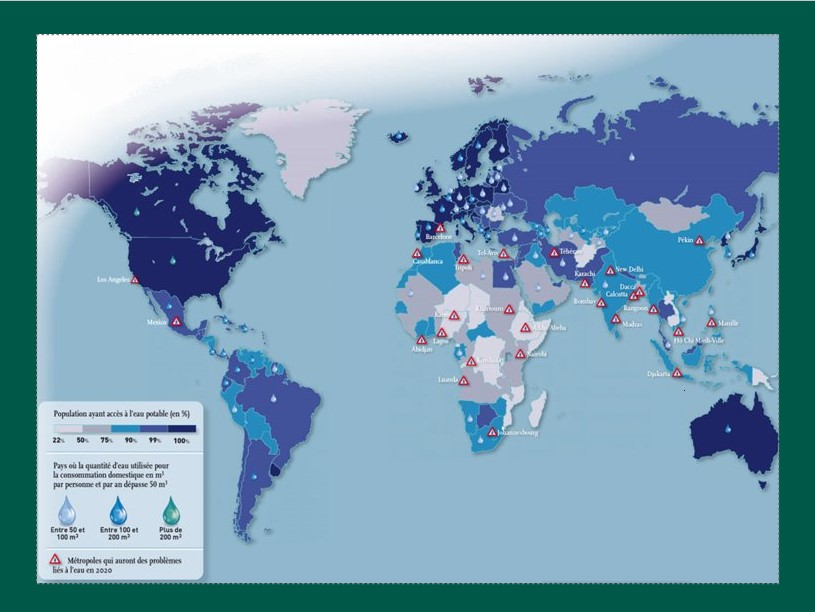 Barcelone
Casablanca
Tripoli
Tel-Aviv
Téhéran
Pékin
Karachi
New Delhi
Dacca
Calcutta
Bombay
Rangoon
Madras
Manille
Hô Chi Minh-Ville
Djakarta
Los Angeles
Mexico
Khartoum
Addis Abeba
Lagos
Abidjan
Nairobi
Kinshasa
Luanda
Johannesbourg
Population ayant accès à l'eau potable (en %)
22% 50% 75% 90% 99% 100%
Pays où la quantité d'eau utilisée pour
la consommation domestique en m³
par personne et par an dépasse 50 m³
Entre 50 et
100 m³
Entre 100 et
200 m³
Plus de
200 m³
Métropoles qui auront des problèmes
liés à l'eau en 2020